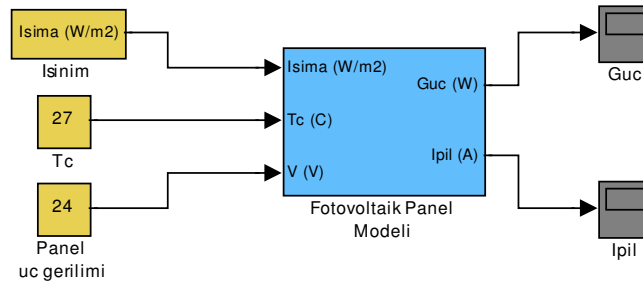 Isima (W/m2)
Isinim
27
Tc
24
Panel
uc gerilimi
Isima (W/m2)
Tc (C)
V (V)
Guc (W)
Ipil (A)
Fotovoltaik Panel
Modeli
Guc
Ipil